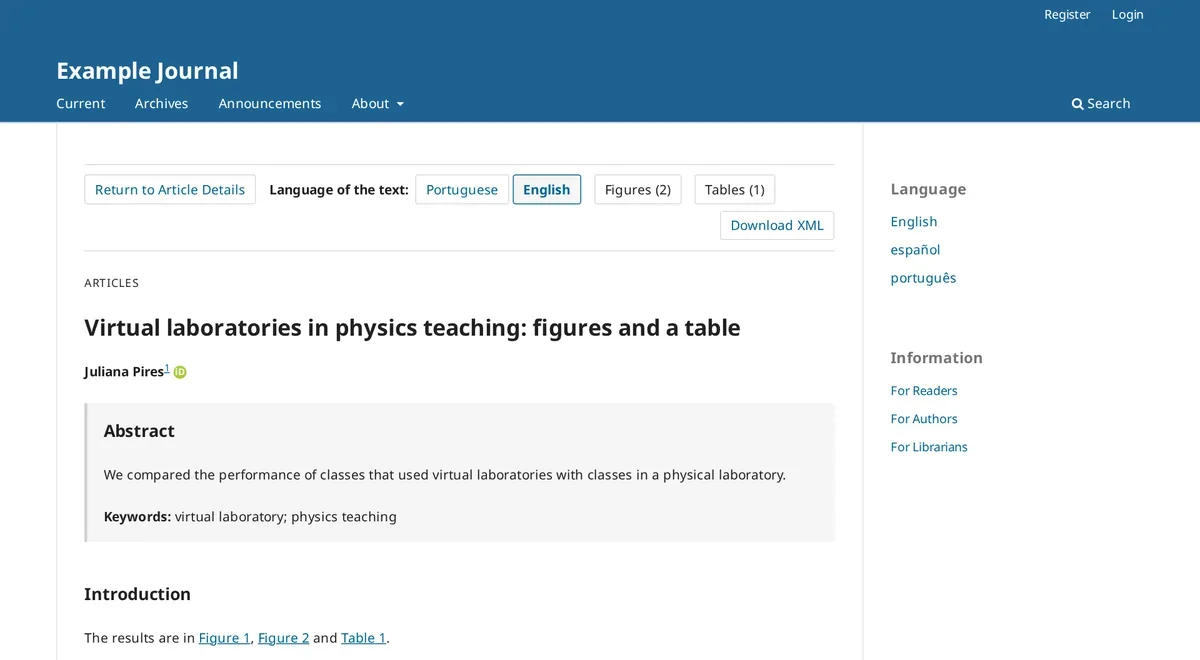 Register Login
Example Journal
Current Archives Announcements About Search
Return to Article Details Language of the text: Portuguese English Figures (2) Tables (1)
Download XML
ARTICLES
Virtual laboratories in physics teaching: figures and a table
Juliana Pires1 iD
Abstract
We compared the performance of classes that used virtual laboratories with classes in a physical laboratory.
Keywords: virtual laboratory; physics teaching
Introduction
The results are in Figure 1, Figure 2 and Table 1.
Language
English
español
português
Information
For Readers
For Authors
For Librarians